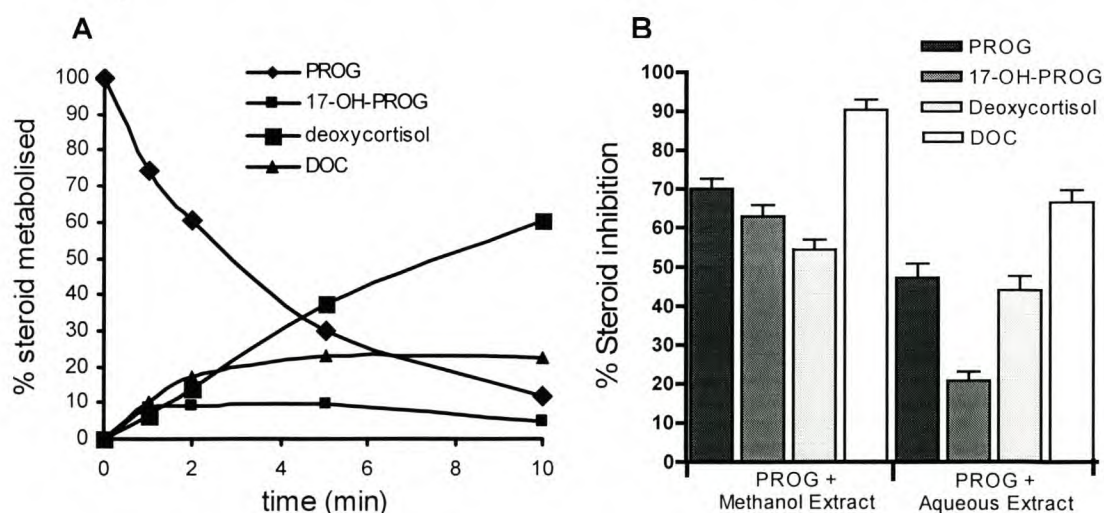 A
PROG
17-OH-PROG
deoxycortisol
DOC
% steroid metabolised
100
90
80
70
60
50
40
30
20
10
0
0 2 4 6 8 10
time (min)
B
PROG
17-OH-PROG
Deoxycortisol
DOC
% Steroid inhibition
100
90
80
70
60
50
40
30
20
10
0
PROG + PROG +
Methanol Extract Aqueous Extract